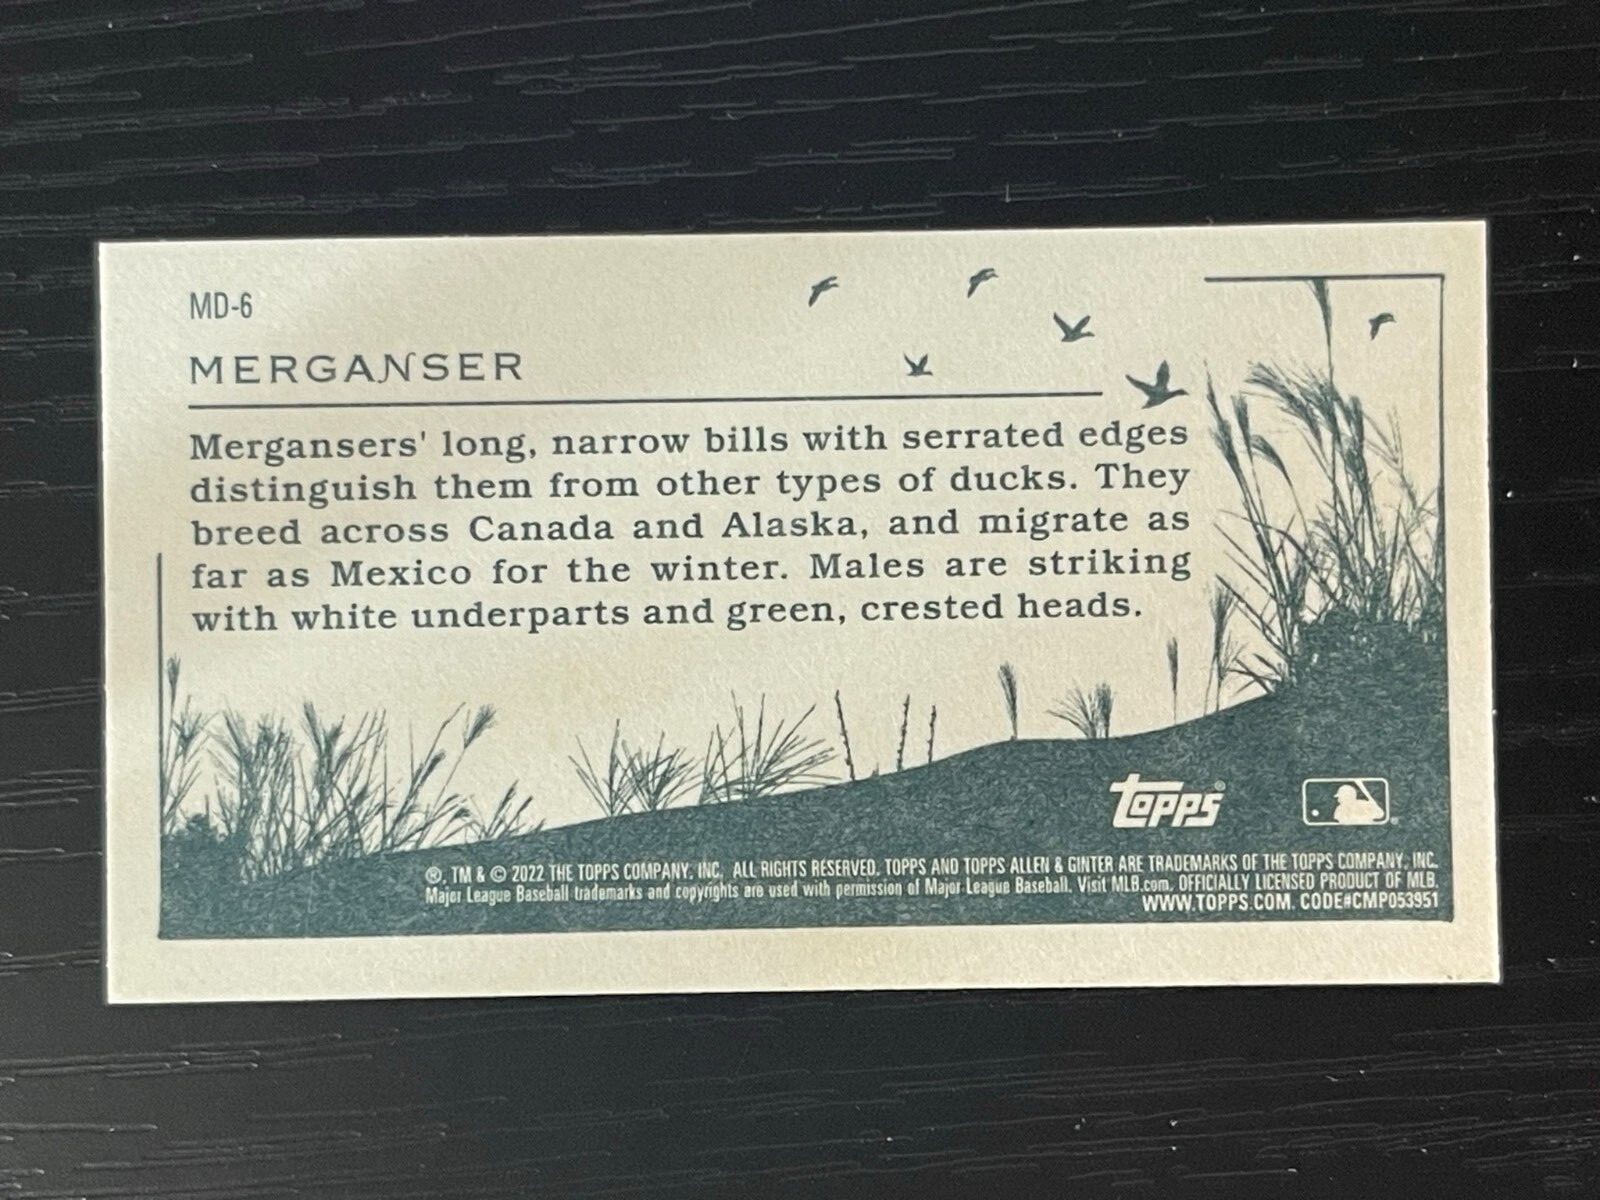 MD-6
MERGANSER
Mergansers' long, narrow bills with serrated edges
distinguish them from other types of ducks. They
breed across Canada and Alaska, and migrate as
far as Mexico for the winter. Males are striking
with white underparts and green, crested heads.
topps®
®, TM & © 2022 THE TOPPS COMPANY, INC. ALL RIGHTS RESERVED. TOPPS AND TOPPS ALLEN & GINTER ARE TRADEMARKS OF THE TOPPS COMPANY, INC.
Major League Baseball trademarks and copyrights are used with permission of Major League Baseball. Visit MLB.com. OFFICIALLY LICENSED PRODUCT OF MLB.
WWW.TOPPS.COM. CODE#CMP053951